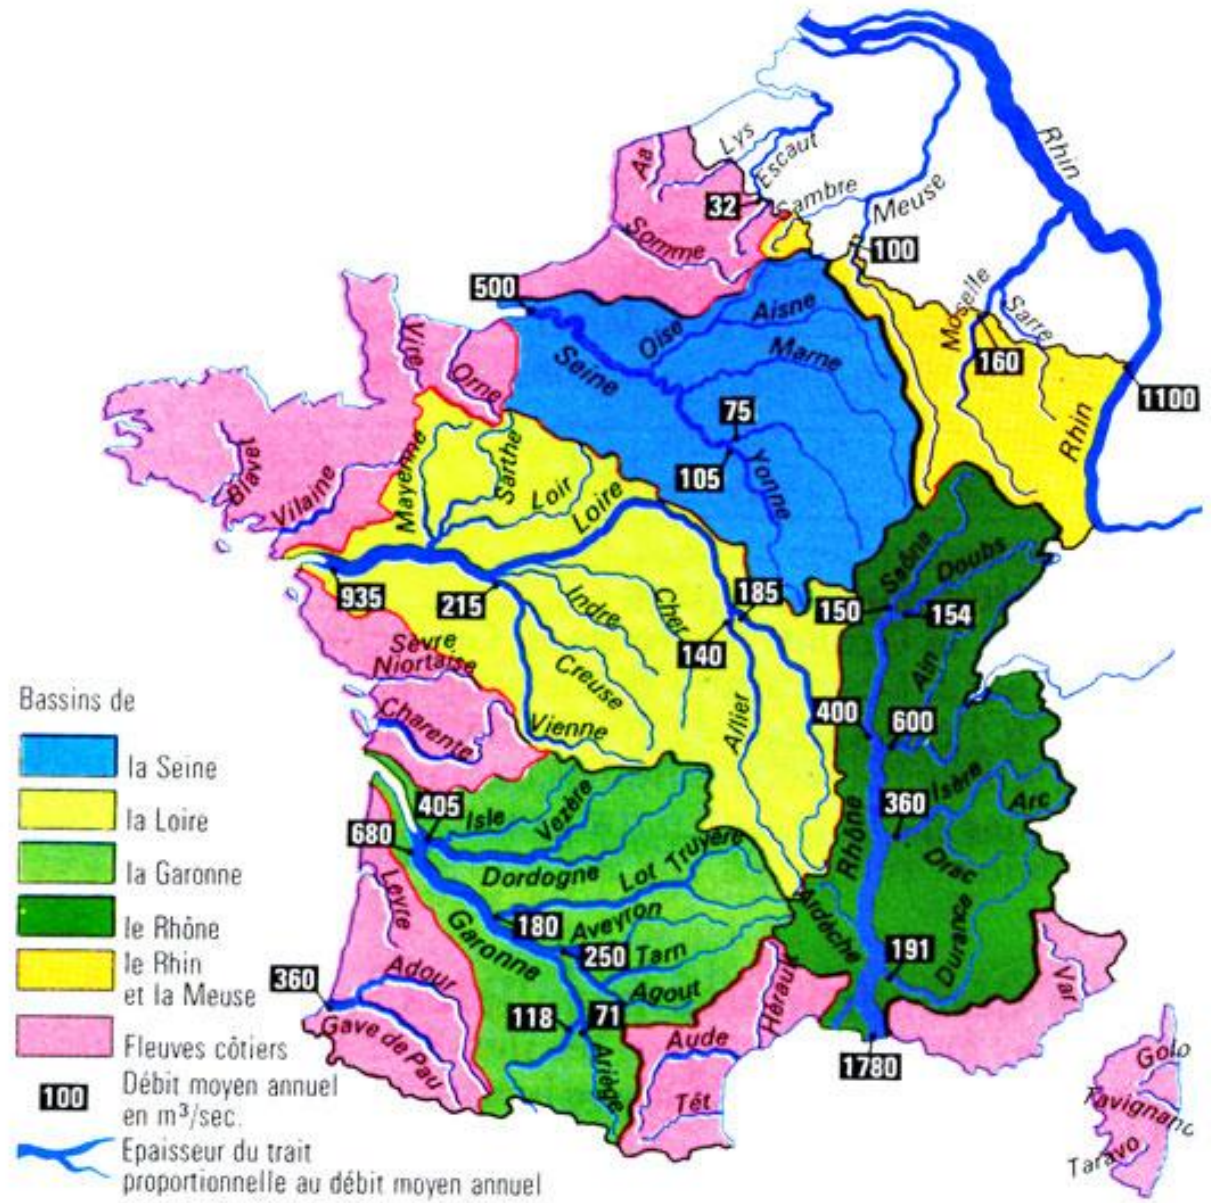 Rhin
Lys
Escaut
Aa
Sambre
Meuse
32
Somme
100
500
Moselle
Sarre
Aisne
Oise
Vire
Orne
Seine
Marne
160
1100
75
Rhin
105
Yonne
Mayenne
Sarthe
Loir
Loire
Blavet
Vilaine
Saône
Doubs
935
215
Indre
Cher
185
150
154
140
Sèvre
Niortaise
Creuse
Ain
Charente
Vienne
Allier
400
600
Bassins de
la Seine
la Loire
la Garonne
le Rhône
le Rhin
et la Meuse
Fleuves côtiers
100
Débit moyen annuel
en m³/sec.
Epaisseur du trait
proportionnelle au débit moyen annuel
405
680
Isle
Vezère
Isère
Arc
360
Rhône
Drac
Dordogne
Lot
Truyère
Leyre
Garonne
180
Aveyron
Ardèche
Durance
250
Tarn
191
Adour
360
Agout
Hérault
Var
Gave de Pau
118
71
Aude
1780
Ariège
Têt
Golo
Tavignano
Taravo